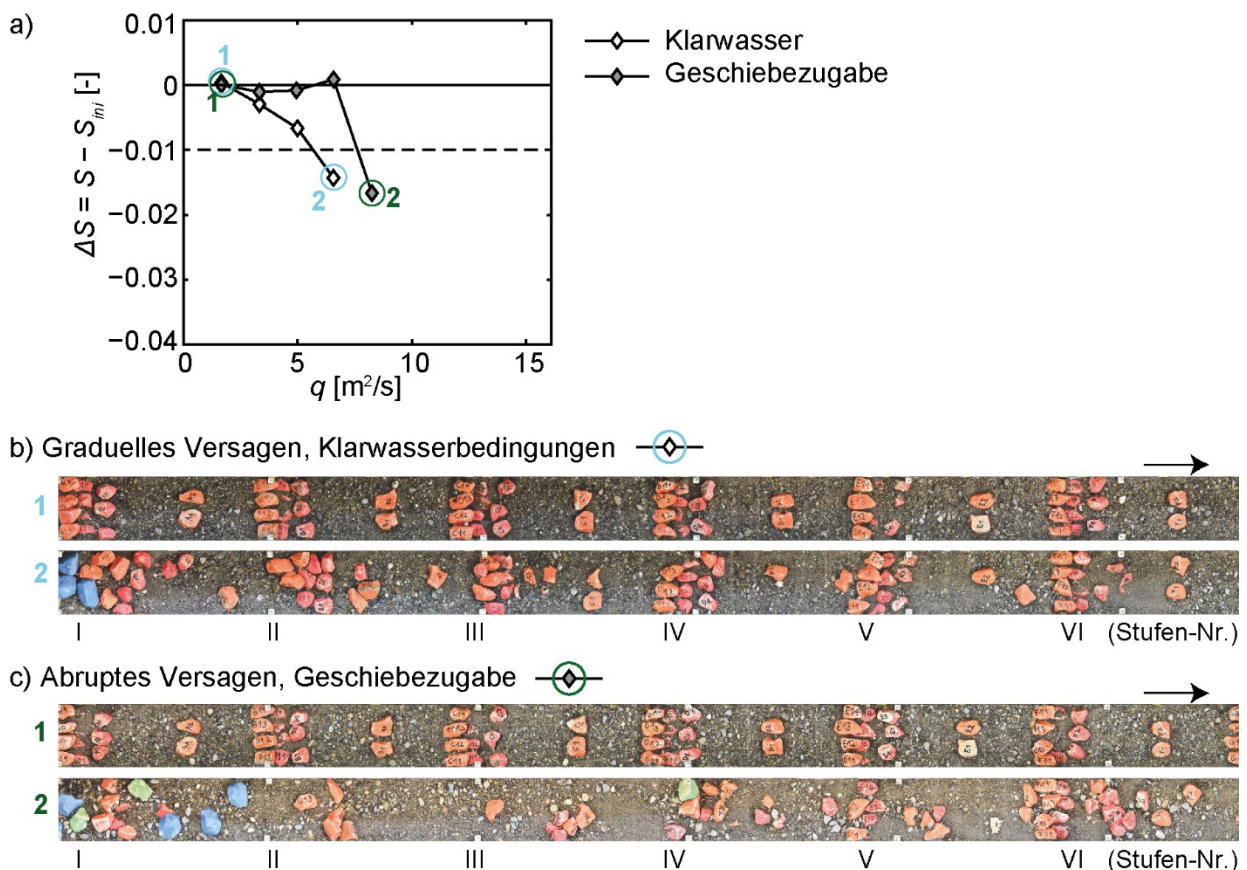 a)
0.01
0
−0.01
−0.02
−0.03
−0.04
ΔS = S − S_ini [-]
1
1
2
2
0 5 10 15
q [m²/s]
Klarwasser
Geschiebezugabe
b) Graduelles Versagen, Klarwasserbedingungen
1
2
I II III IV V VI (Stufen-Nr.)
c) Abruptes Versagen, Geschiebezugabe
1
2
I II III IV V VI (Stufen-Nr.)